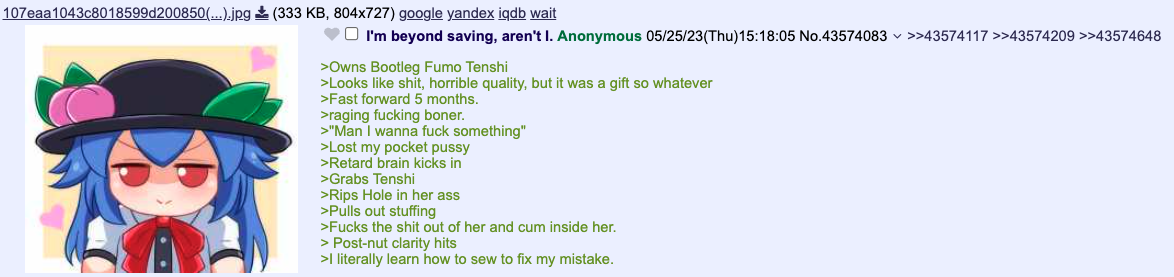 107eaa1043c8018599d200850(...).jpg (333 KB, 804x727) google yandex iqdb wait
I'm beyond saving, aren't I. Anonymous 05/25/23(Thu)15:18:05 No.43574083 >>43574117 >>43574209 >>43574648
>Owns Bootleg Fumo Tenshi
>Looks like shit, horrible quality, but it was a gift so whatever
>Fast forward 5 months.
>raging fucking boner.
>"Man I wanna fuck something"
>Lost my pocket pussy
>Retard brain kicks in
>Grabs Tenshi
>Rips Hole in her ass
>Pulls out stuffing
>Fucks the shit out of her and cum inside her.
> Post-nut clarity hits
>I literally learn how to sew to fix my mistake.